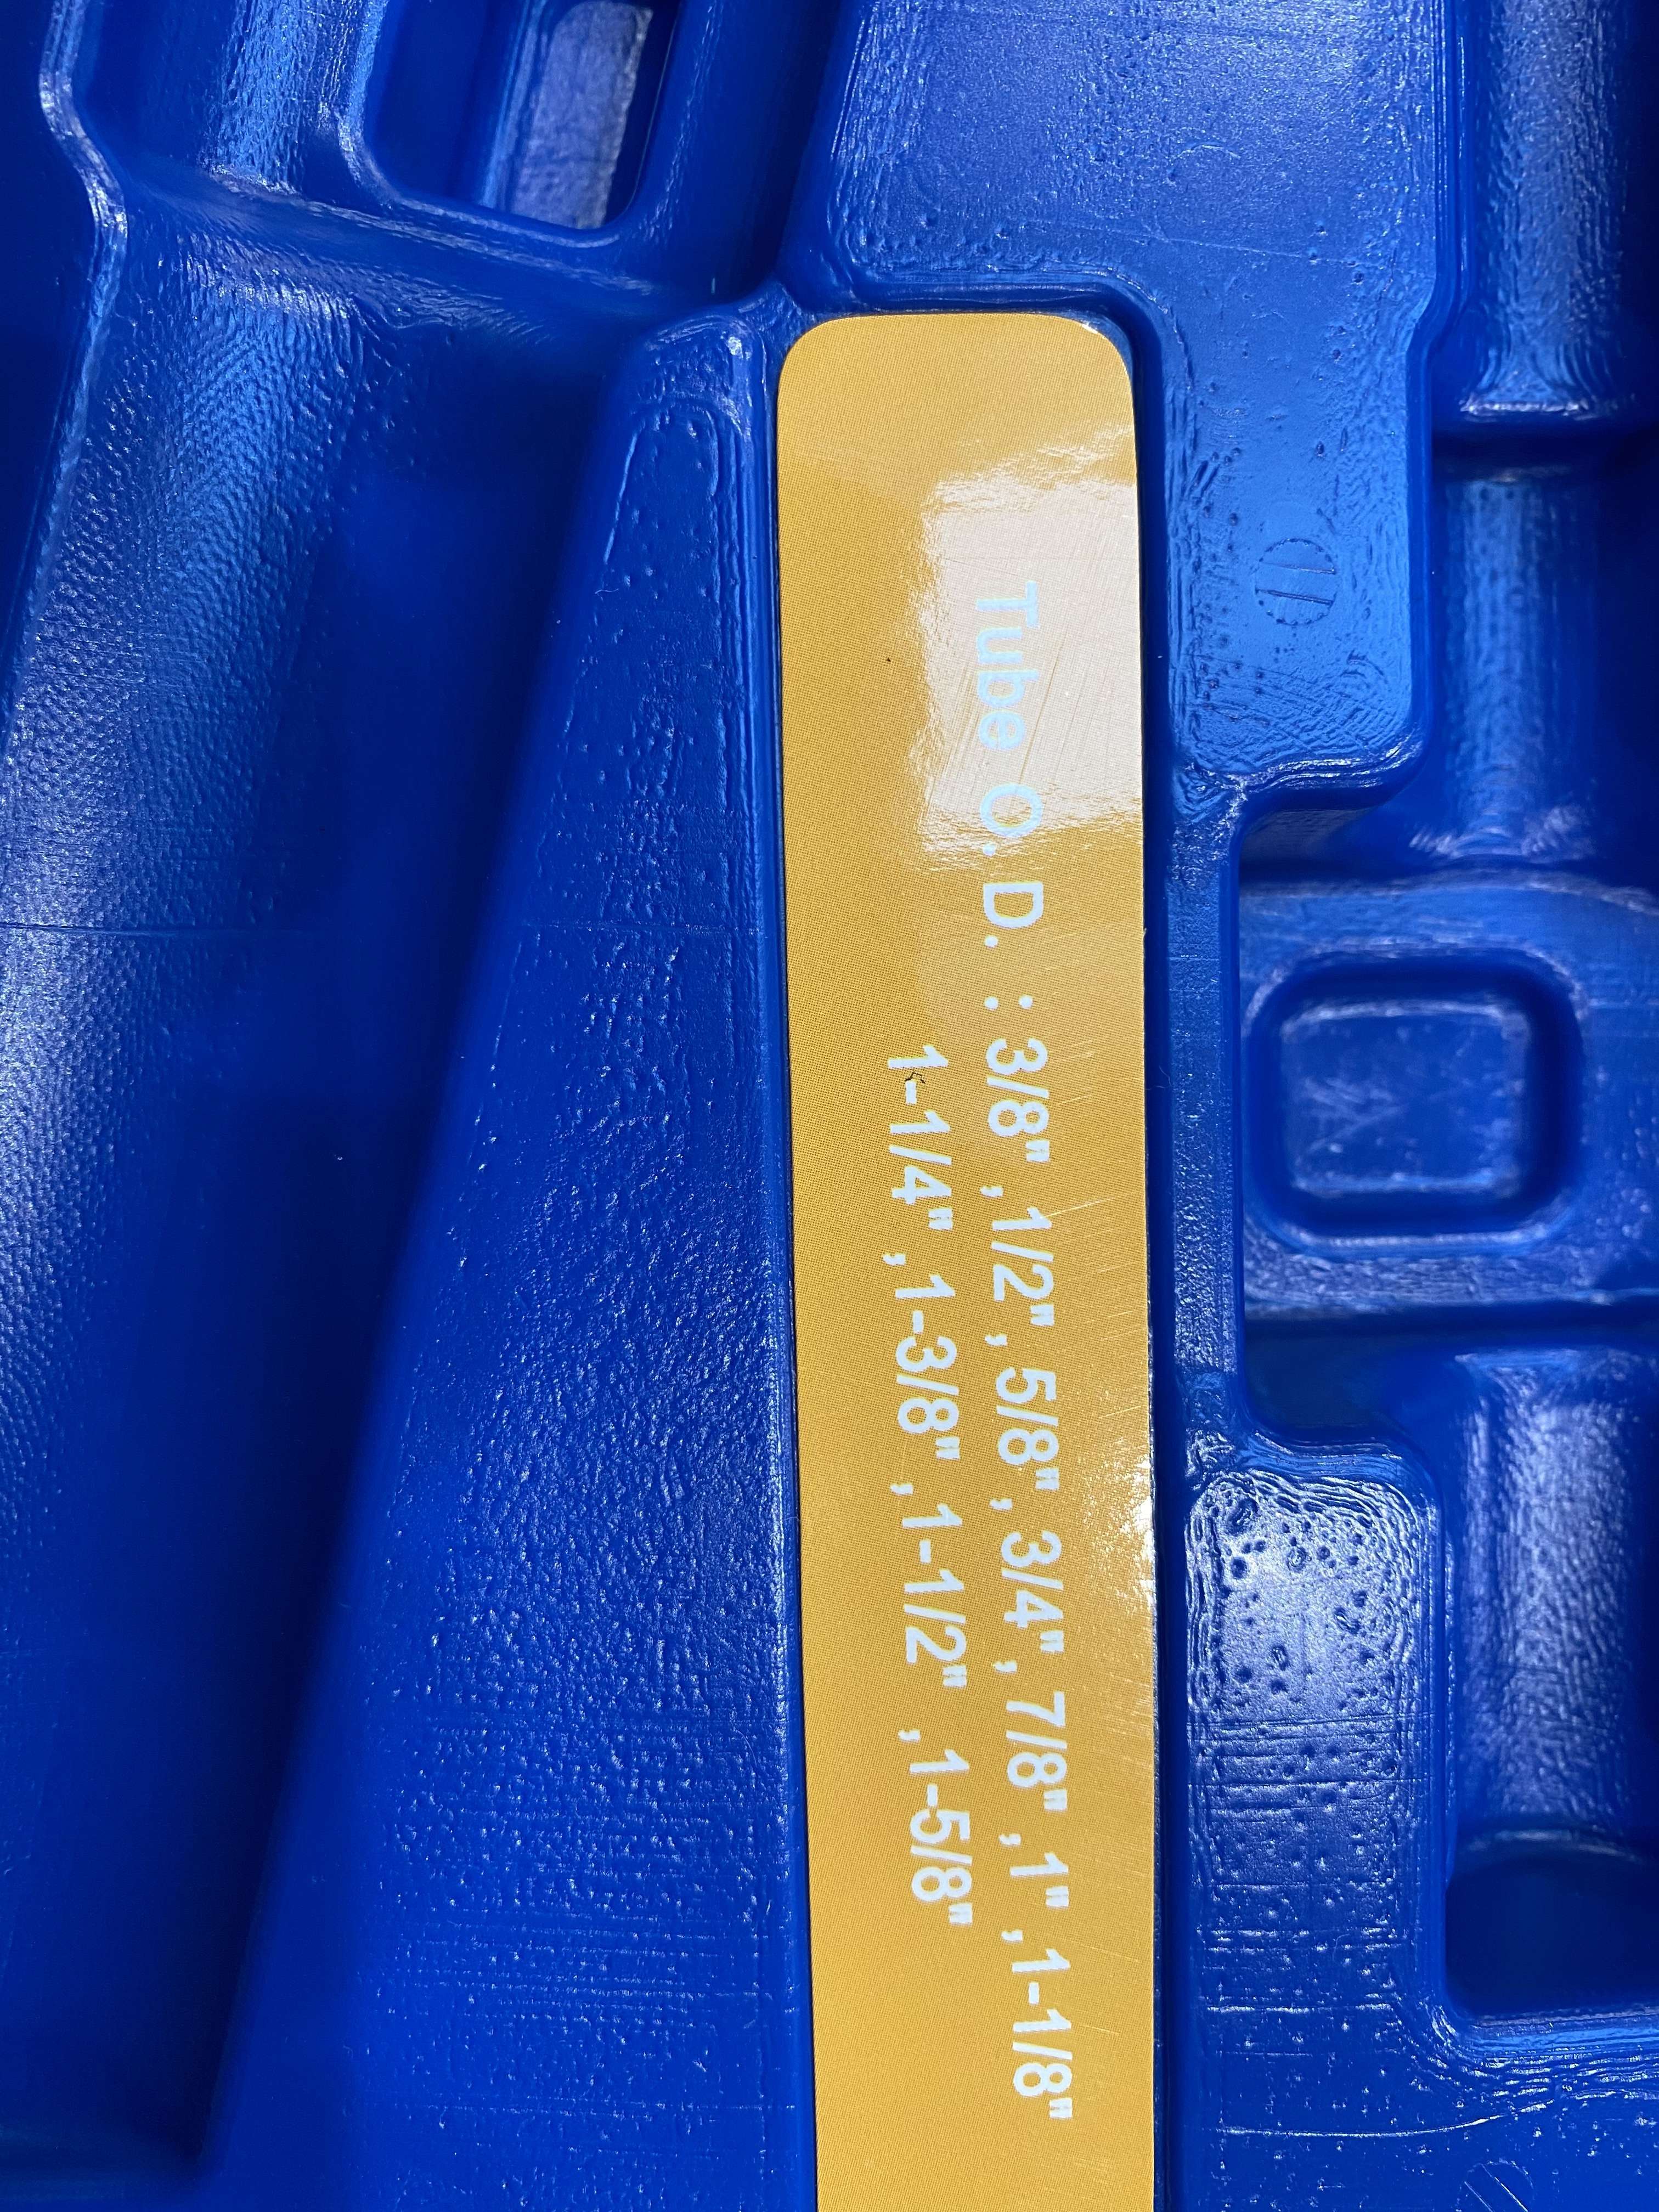 Tube O.D. : 3/8" ,1/2", 5/8", 3/4", 7/8" ,1" ,1-1/8"
1-1/4" ,1-3/8" ,1-1/2" ,1-5/8"